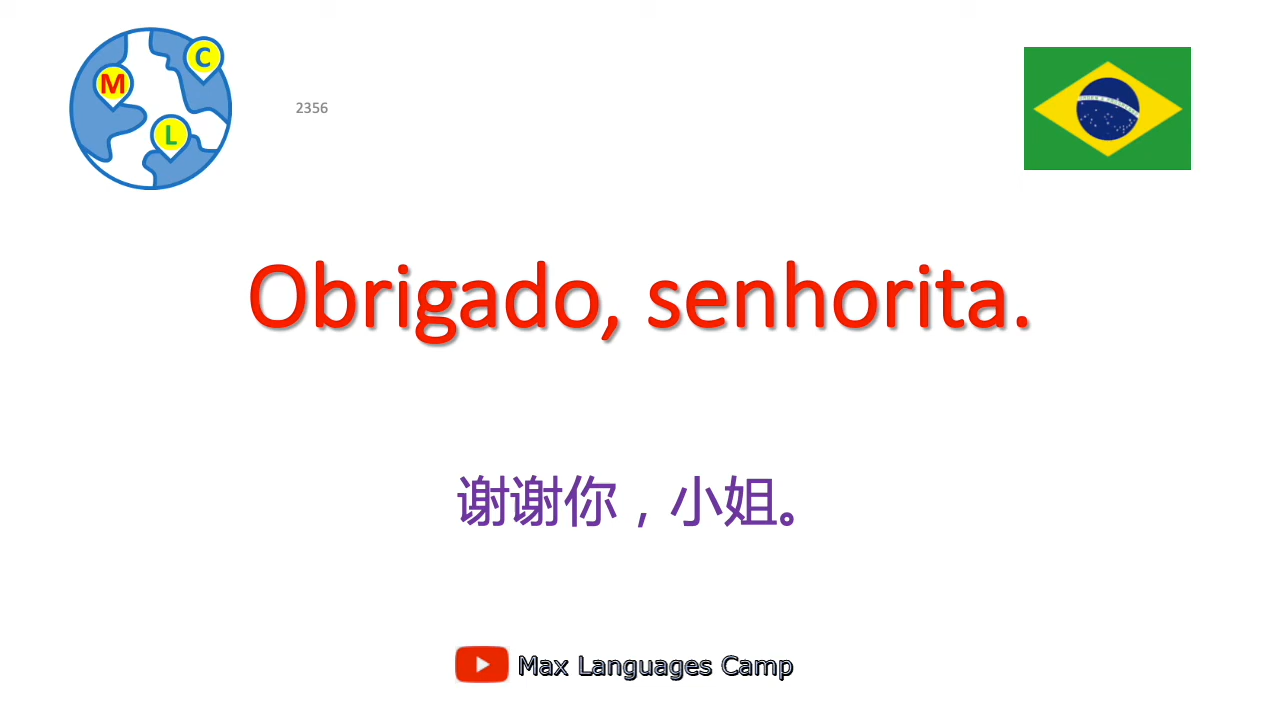 M
C
L
2356
Obrigado, senhorita.
谢谢你，小姐。
Max Languages Camp